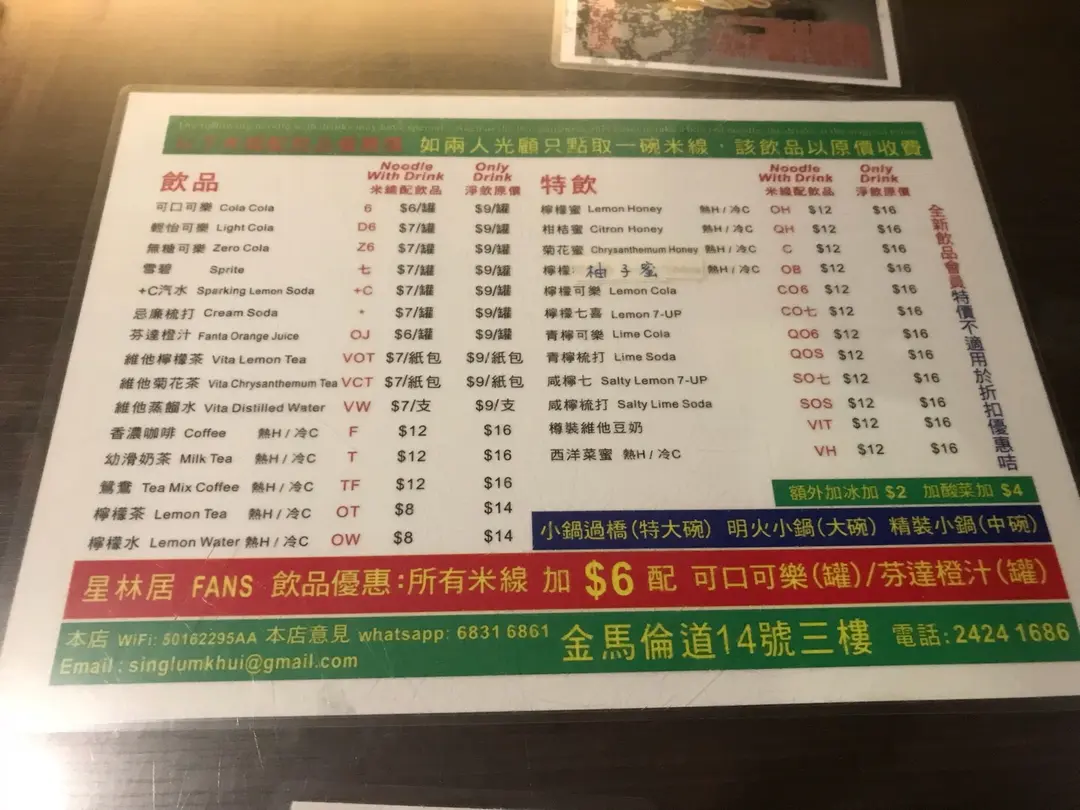 如兩人光顧只點取一碗米線，該飲品以原價收費
飲品 Noodle With Drink 米線配飲品 Only Drink 淨飲原價
可口可樂 Cola Cola 6 $6/罐 $9/罐
輕怡可樂 Light Cola D6 $7/罐 $9/罐
無糖可樂 Zero Cola Z6 $7/罐 $9/罐
雪碧 Sprite 七 $7/罐 $9/罐
+C汽水 Sparking Lemon Soda +C $7/罐 $9/罐
忌廉梳打 Cream Soda * $7/罐 $9/罐
芬達橙汁 Fanta Orange Juice OJ $6/罐 $9/罐
維他檸檬茶 Vita Lemon Tea VOT $7/紙包 $9/紙包
維他菊花茶 Vita Chrysanthemum Tea VCT $7/紙包 $9/紙包
維他蒸餾水 Vita Distilled Water VW $7/支 $9/支
香濃咖啡 Coffee 熱H / 冷C F $12 $16
幼滑奶茶 Milk Tea 熱H / 冷C T $12 $16
鴛鴦 Tea Mix Coffee 熱H / 冷C TF $12 $16
檸檬茶 Lemon Tea 熱H / 冷C OT $8 $14
檸檬水 Lemon Water 熱H / 冷C OW $8 $14
特飲 Noodle With Drink 米線配飲品 Only Drink 淨飲原價
檸檬蜜 Lemon Honey 熱H / 冷C OH $12 $16
柑桔蜜 Citron Honey 熱H / 冷C QH $12 $16
菊花蜜 Chrysanthemum Honey 熱H / 冷C C $12 $16
檸檬 柚子蜜 熱H / 冷C OB $12 $16
檸檬可樂 Lemon Cola CO6 $12 $16
檸檬七喜 Lemon 7-UP CO七 $12 $16
青檸可樂 Lime Cola QO6 $12 $16
青檸梳打 Lime Soda QOS $12 $16
咸檸七 Salty Lemon 7-UP SO七 $12 $16
咸檸梳打 Salty Lime Soda SOS $12 $16
樽裝維他豆奶 VIT $12 $16
西洋菜蜜 熱H / 冷C VH $12 $16
全新飲品會員特價不適用於折扣優惠咭
額外加冰加 $2 加酸菜加 $4
小鍋過橋(特大碗) 明火小鍋(大碗) 精裝小鍋(中碗)
星林居 FANS 飲品優惠：所有米線 加 $6 配 可口可樂(罐)/芬達橙汁(罐)
本店 WiFi: 50162295AA 本店意見 whatsapp: 6831 6861
Email : singlumkhui@gmail.com
金馬倫道14號三樓 電話: 2424 1686